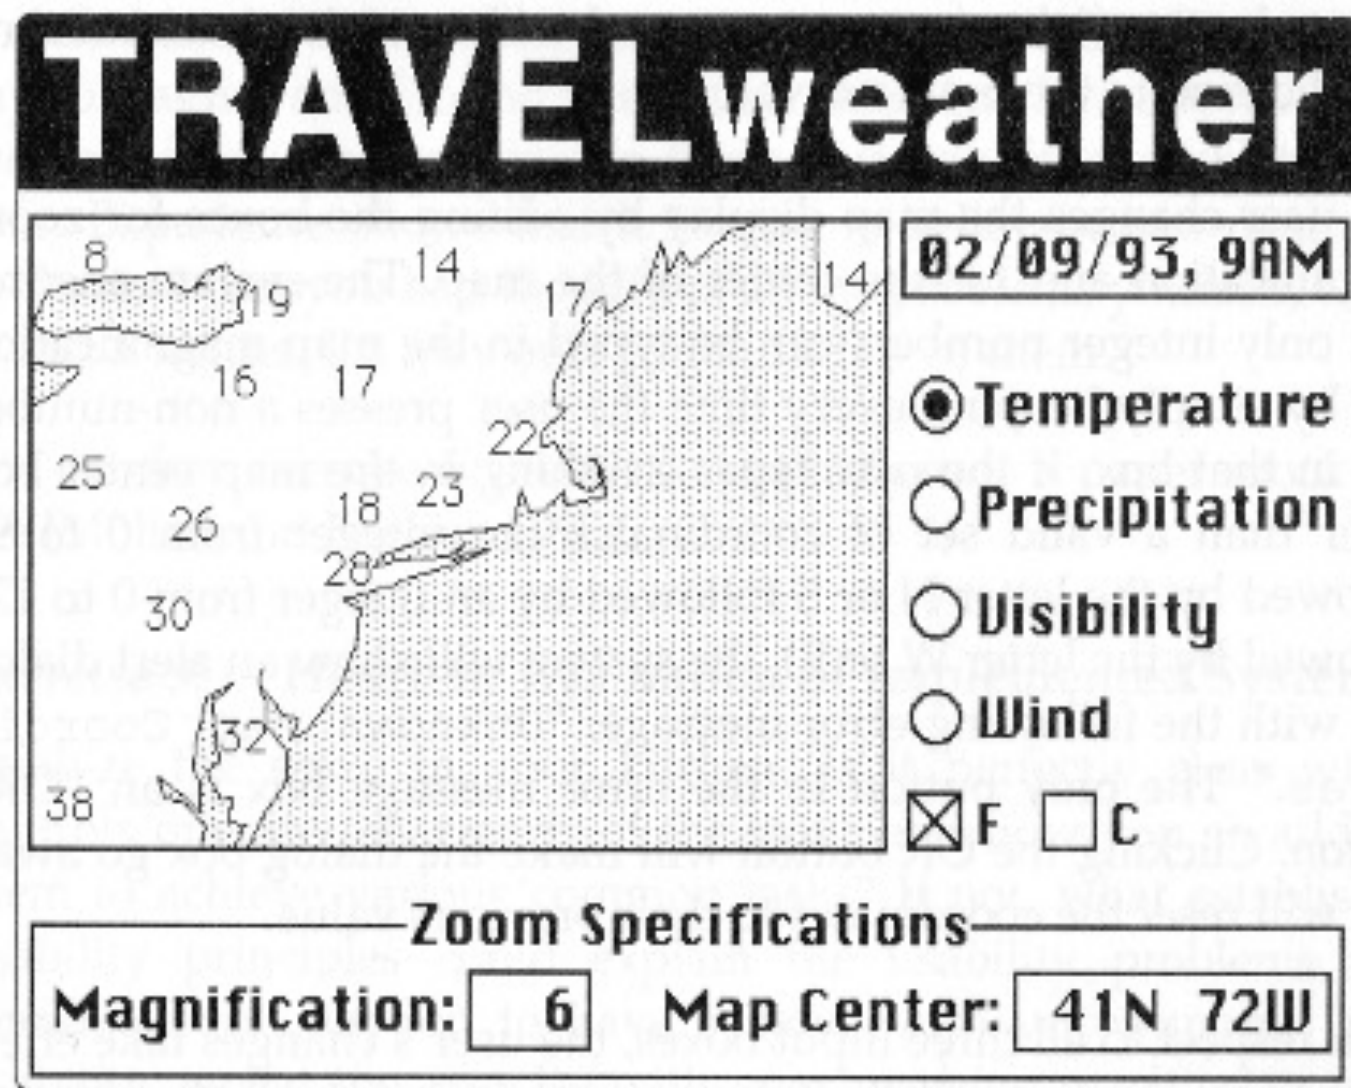 TRAVELweather
02/09/93, 9AM
8
14
14
19
17
16
17
22
25
23
18
26
28
30
32
38
Temperature
Precipitation
Visibility
Wind
F
C
Zoom Specifications
Magnification: 6 Map Center: 41N 72W